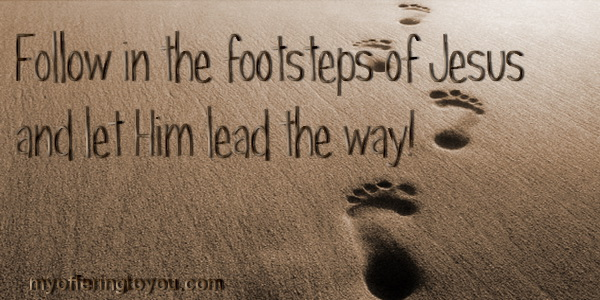 Follow in the footsteps of Jesus
and let Him lead the way!
myofferingtoyou.com